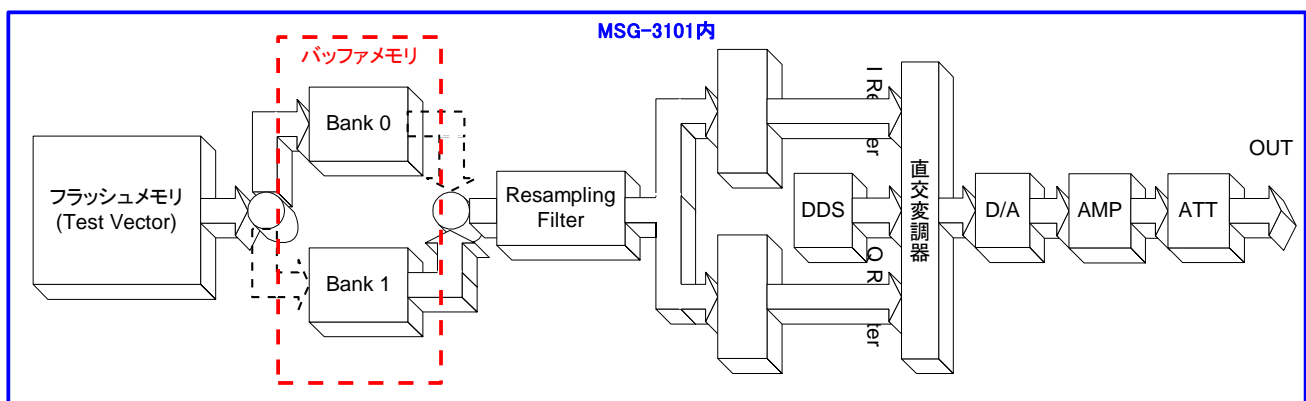 MSG-3101内
バッファメモリ
Bank 0
フラッシュメモリ
(Test Vector)
Bank 1
Resampling
Filter
DDS
直交変調器
D/A
AMP
ATT
OUT